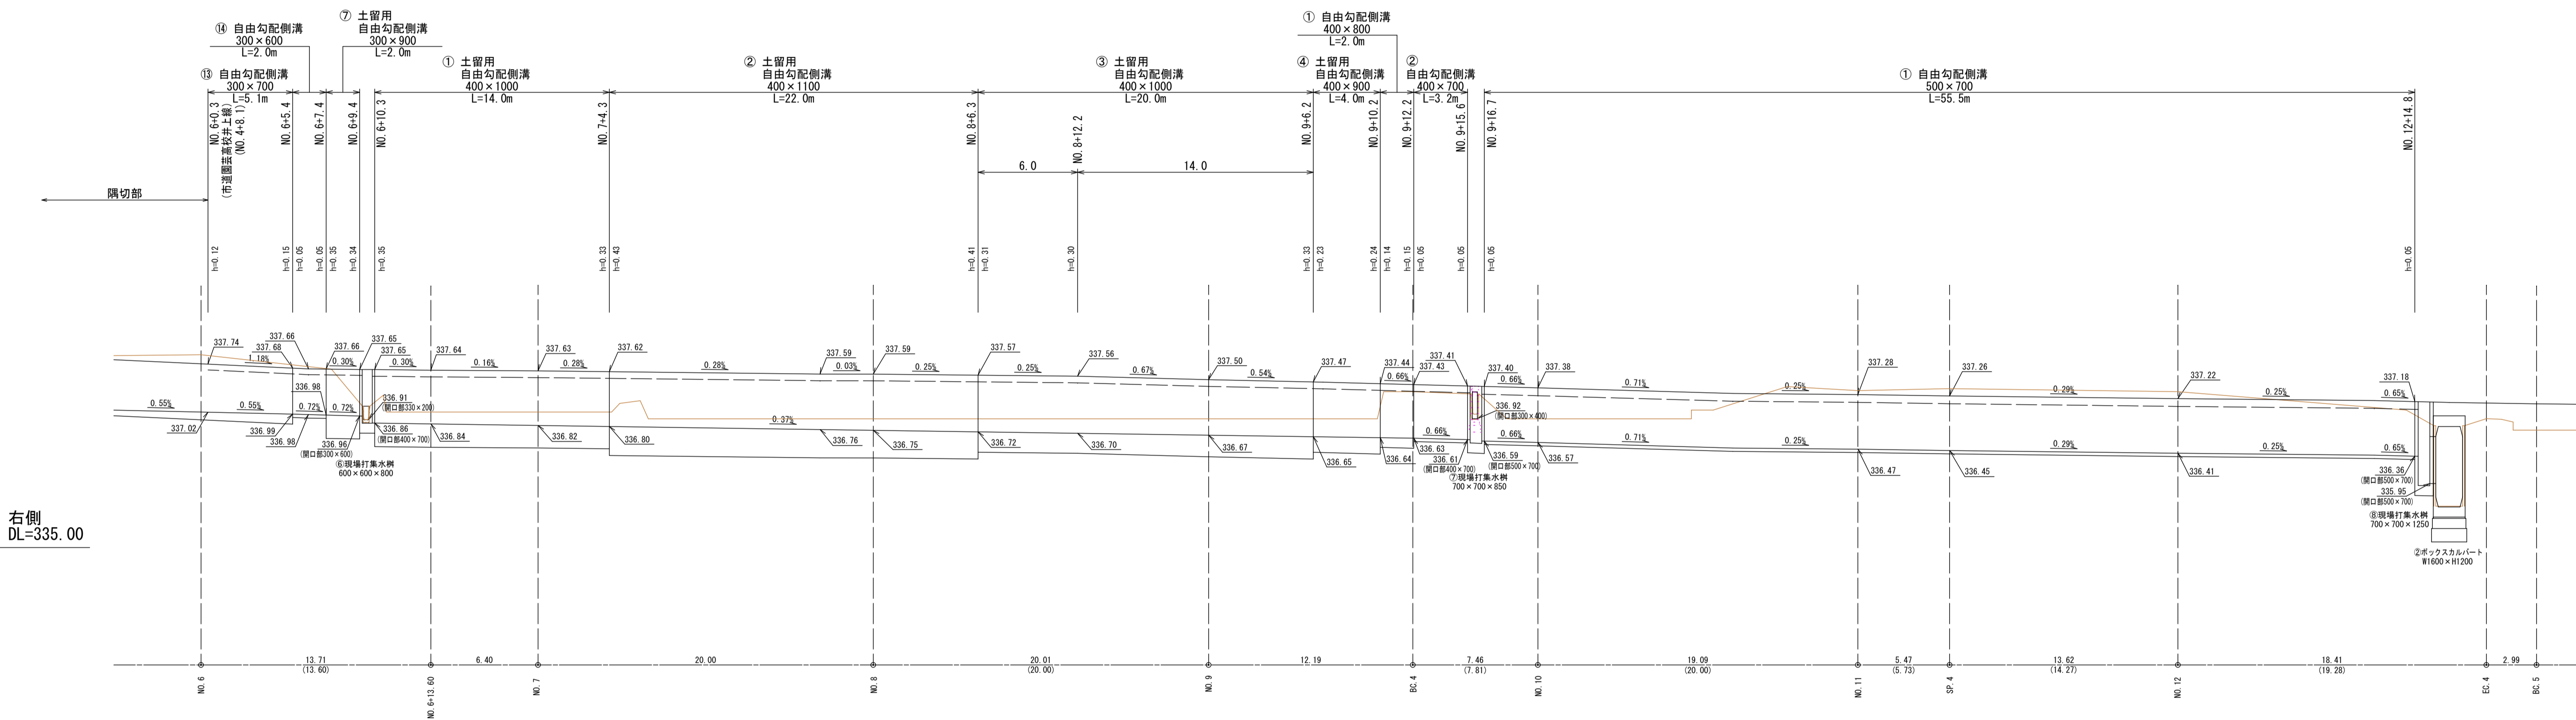 ⑭ 自由勾配側溝
300×600
L=2.0m
⑦ 土留用
自由勾配側溝
300×900
L=2.0m
⑬ 自由勾配側溝
300×700
L=5.1m
① 土留用
自由勾配側溝
400×1000
L=14.0m
② 土留用
自由勾配側溝
400×1100
L=22.0m
③ 土留用
自由勾配側溝
400×1000
L=20.0m
④ 土留用
自由勾配側溝
400×900
L=4.0m
① 自由勾配側溝
400×800
L=2.0m
②
自由勾配側溝
400×700
L=3.2m
① 自由勾配側溝
500×700
L=55.5m
NO.6+0.3
(市道園芸高校井上線)
(NO.4+8.1)
NO.6+5.4
NO.6+7.4
NO.6+9.4
NO.6+10.3
NO.7+4.3
NO.8+6.3
NO.8+12.2
NO.9+6.2
NO.9+10.2
NO.9+12.2
NO.9+15.6
NO.9+16.7
NO.12+14.8
6.0
14.0
隅切部
h=0.12
h=0.15
h=0.05
h=0.05
h=0.35
h=0.34
h=0.35
h=0.33
h=0.43
h=0.41
h=0.31
h=0.30
h=0.33
h=0.23
h=0.24
h=0.14
h=0.15
h=0.05
h=0.05
h=0.05
h=0.05
337.74
337.66
337.68
337.66
337.65
337.65
337.64
337.63
337.62
337.59
337.59
337.57
337.56
337.50
337.47
337.44
337.43
337.41
337.40
337.38
337.28
337.26
337.22
337.18
1.18%
0.30%
0.30%
0.16%
0.28%
0.28%
0.03%
0.25%
0.25%
0.67%
0.54%
0.66%
0.66%
0.71%
0.25%
0.29%
0.25%
0.65%
0.55%
0.55%
0.72%
0.72%
0.37%
0.66%
0.66%
0.71%
0.25%
0.29%
0.25%
0.65%
337.02
336.99
336.98
336.98
336.96
(開口部300×600)
336.91
(開口部330×200)
336.86
(開口部400×700)
⑥現場打集水桝
600×600×800
336.84
336.82
336.80
336.76
336.75
336.72
336.70
336.67
336.65
336.64
336.63
336.61
(開口部400×700)
336.92
(開口部300×400)
336.59
(開口部500×700)
⑦現場打集水桝
700×700×850
336.57
336.47
336.45
336.41
336.36
(開口部500×700)
335.95
(開口部500×700)
⑧現場打集水桝
700×700×1250
②ボックスカルバート
W1600×H1200
右側
DL=335.00
13.71
(13.60)
6.40
20.00
20.01
(20.00)
12.19
7.46
(7.81)
19.09
(20.00)
5.47
(5.73)
13.62
(14.27)
18.41
(19.28)
2.99
NO.6
NO.6+13.60
NO.7
NO.8
NO.9
BC.4
NO.10
NO.11
SP.4
NO.12
EC.4
BC.5